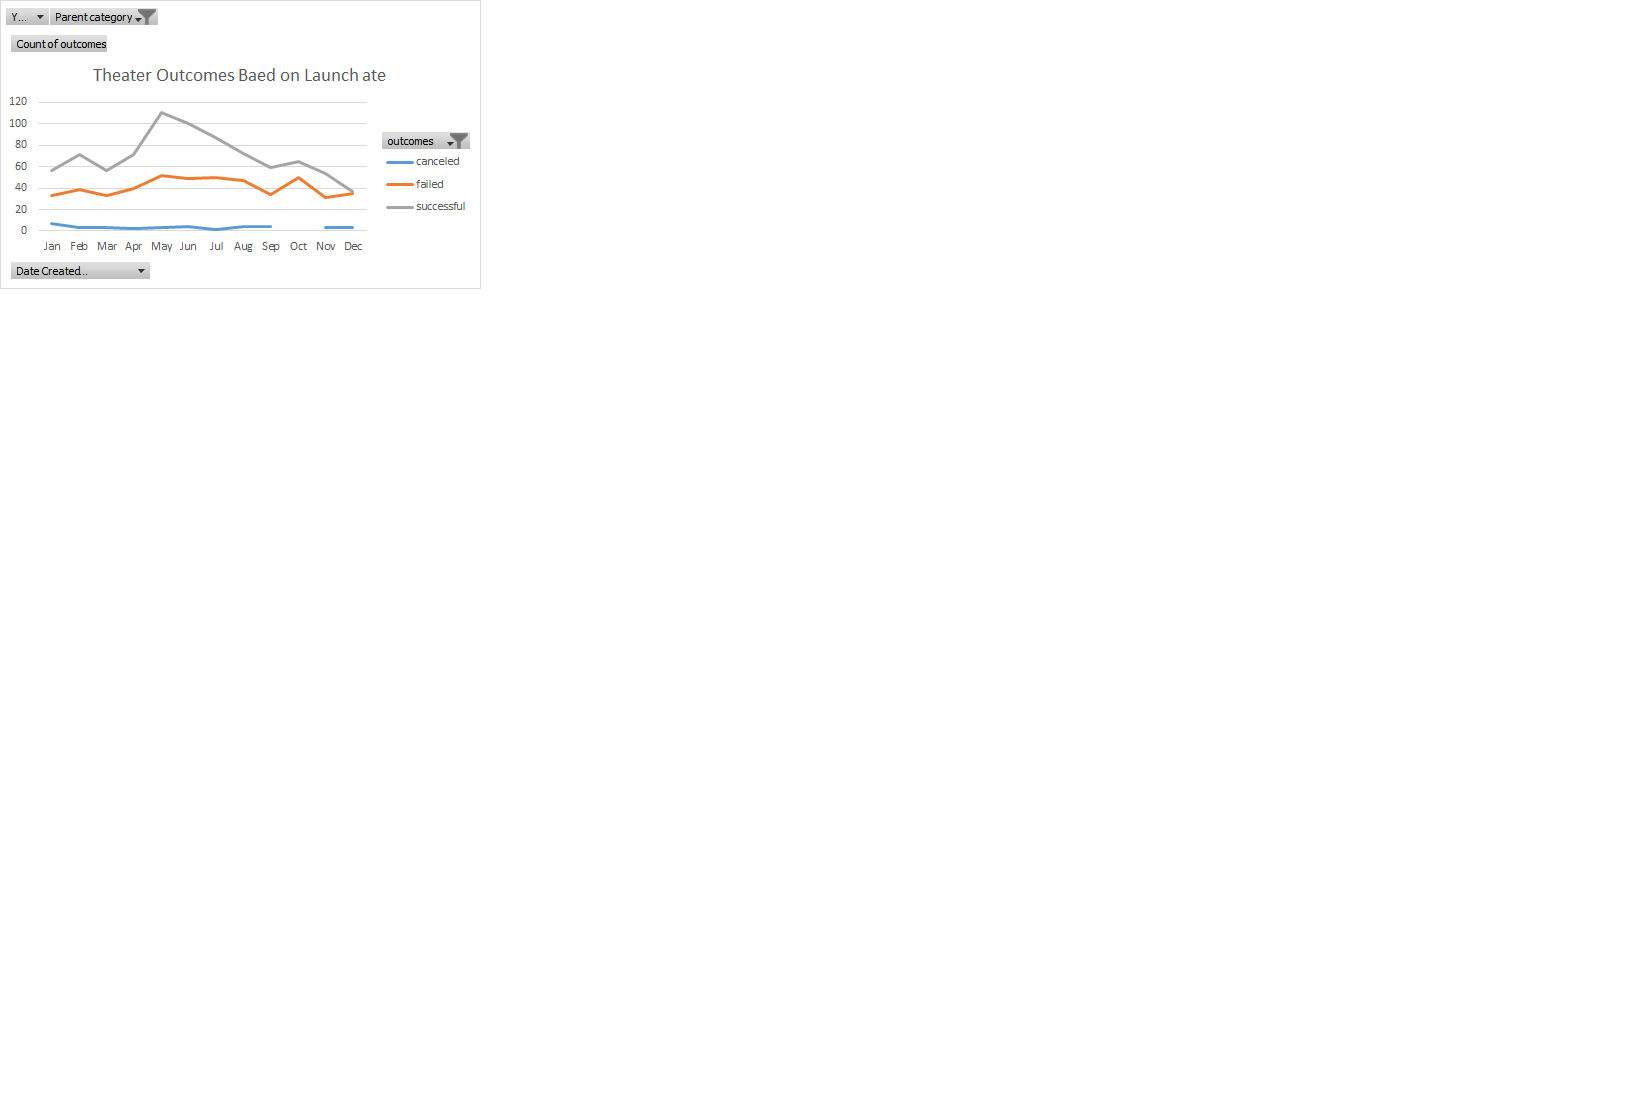 Y... Parent category
Count of outcomes
Theater Outcomes Baed on Launch ate
120
100
80
60
40
20
0
Jan Feb Mar Apr May Jun Jul Aug Sep Oct Nov Dec
outcomes
canceled
failed
successful
Date Created...